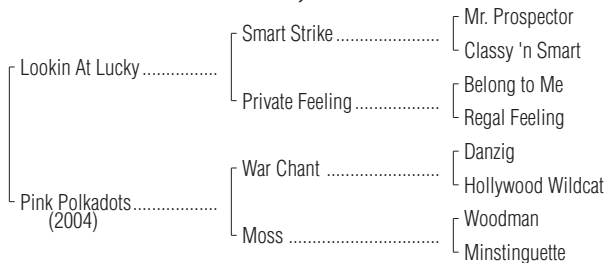 Mr. Prospector
Smart Strike ....................
Classy 'n Smart
Lookin At Lucky ...............
Belong to Me
Private Feeling ................
Regal Feeling
Danzig
War Chant .....................
Hollywood Wildcat
Pink Polkadots .................
(2004)
Woodman
Moss .............................
Minstinguette